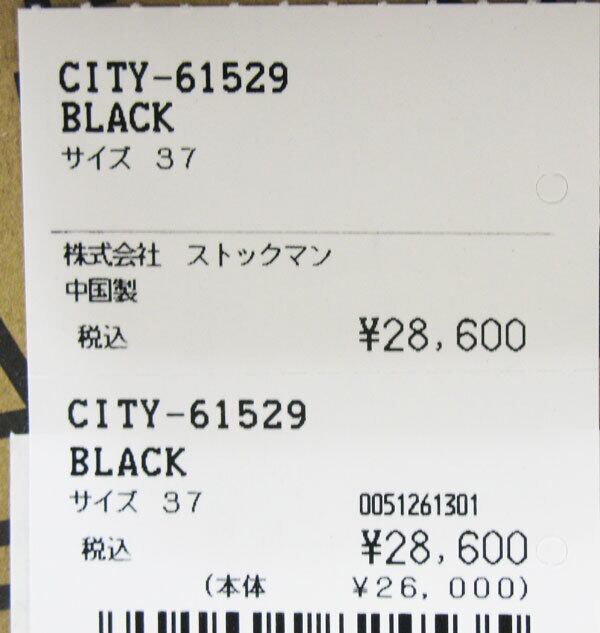 CITY-61529
BLACK
サイズ 37
株式会社 ストックマン
中国製
税込 ¥28,600
CITY-61529
BLACK
サイズ 37 0051261301
税込 ¥28,600
(本体 ¥26,000)